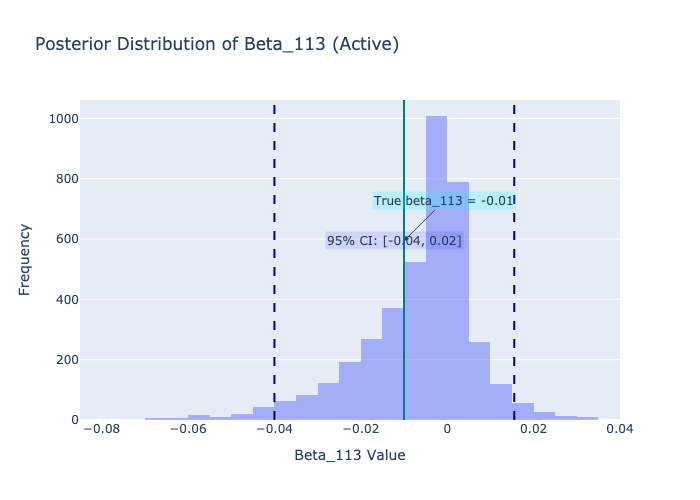 Posterior Distribution of Beta_113 (Active)
1000
800
600
400
200
0
Frequency
True beta_113 = -0.01
95% CI: [-0.04, 0.02]
−0.08
−0.06
−0.04
−0.02
0
0.02
0.04
Beta_113 Value